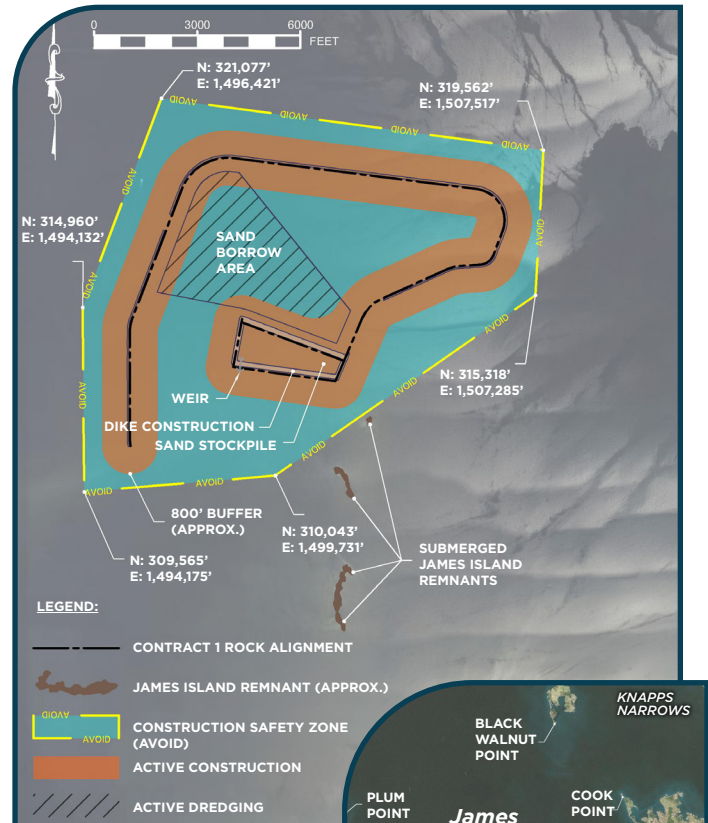 0 3000 6000
FEET
N: 321,077’
E: 1,496,421’
N: 319,562’
E: 1,507,517’
AVOID
AVOID
AVOID
AVOID
AVOID
N: 314,960’
E: 1,494,132’
SAND
BORROW
AREA
AVOID
AVOID
AVOID
N: 315,318’
E: 1,507,285’
WEIR
AVOID
AVOID
DIKE CONSTRUCTION
SAND STOCKPILE
AVOID
AVOID
AVOID
800’ BUFFER
(APPROX.)
N: 310,043’
E: 1,499,731’
N: 309,565’
E: 1,494,175’
SUBMERGED
JAMES ISLAND
REMNANTS
LEGEND:
CONTRACT 1 ROCK ALIGNMENT
JAMES ISLAND REMNANT (APPROX.)
AVOID
AVOID
CONSTRUCTION SAFETY ZONE
(AVOID)
ACTIVE CONSTRUCTION
ACTIVE DREDGING
KNAPPS
NARROWS
BLACK
WALNUT
POINT
PLUM
POINT
COOK
POINT
James